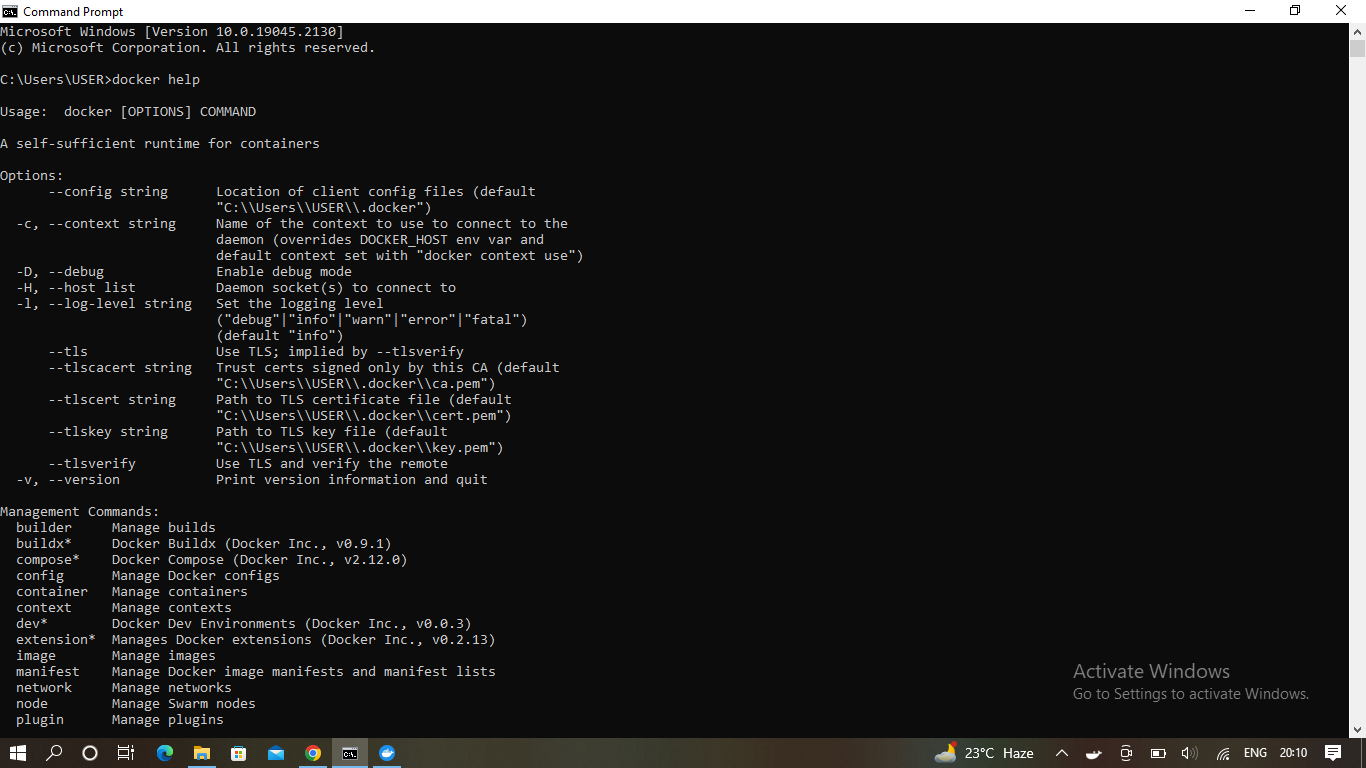 Command Prompt
Microsoft Windows [Version 10.0.19045.2130]
(c) Microsoft Corporation. All rights reserved.
C:\Users\USER>docker help
Usage:  docker [OPTIONS] COMMAND
A self-sufficient runtime for containers
Options:
      --config string      Location of client config files (default
                           "C:\\Users\\USER\\.docker")
  -c, --context string     Name of the context to use to connect to the
                           daemon (overrides DOCKER_HOST env var and
                           default context set with "docker context use")
  -D, --debug              Enable debug mode
  -H, --host list          Daemon socket(s) to connect to
  -l, --log-level string   Set the logging level
                           ("debug"|"info"|"warn"|"error"|"fatal")
                           (default "info")
      --tls                Use TLS; implied by --tlsverify
      --tlscacert string   Trust certs signed only by this CA (default
                           "C:\\Users\\USER\\.docker\\ca.pem")
      --tlscert string     Path to TLS certificate file (default
                           "C:\\Users\\USER\\.docker\\cert.pem")
      --tlskey string      Path to TLS key file (default
                           "C:\\Users\\USER\\.docker\\key.pem")
      --tlsverify          Use TLS and verify the remote
  -v, --version            Print version information and quit
Management Commands:
  builder     Manage builds
  buildx*     Docker Buildx (Docker Inc., v0.9.1)
  compose*    Docker Compose (Docker Inc., v2.12.0)
  config      Manage Docker configs
  container   Manage containers
  context     Manage contexts
  dev*        Docker Dev Environments (Docker Inc., v0.0.3)
  extension*  Manages Docker extensions (Docker Inc., v0.2.13)
  image       Manage images
  manifest    Manage Docker image manifests and manifest lists
  network     Manage networks
  node        Manage Swarm nodes
  plugin      Manage plugins
Activate Windows
Go to Settings to activate Windows.
23°C Haze ENG 20:10